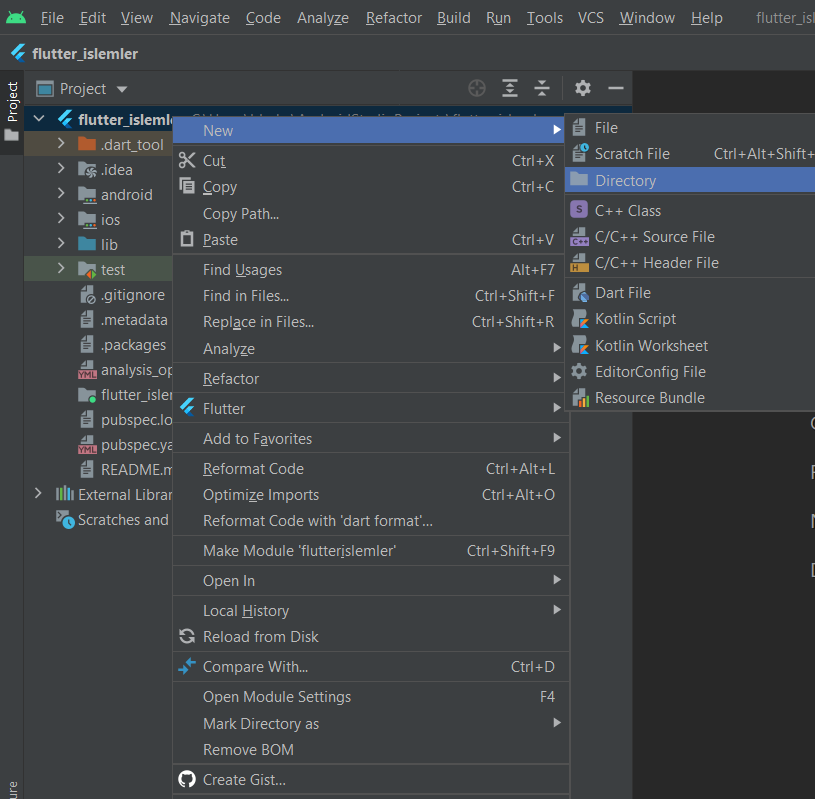 File Edit View Navigate Code Analyze Refactor Build Run Tools VCS Window Help flutter_isl
flutter_islemler
Project
Project
flutter_isleml
.dart_tool
.idea
android
ios
lib
test
.gitignore
.metadata
.packages
analysis_op
flutter_isler
pubspec.lo
pubspec.ya
README.m
External Librar
Scratches and
New
Cut Ctrl+X
Copy Ctrl+C
Copy Path...
Paste Ctrl+V
Find Usages Alt+F7
Find in Files... Ctrl+Shift+F
Replace in Files... Ctrl+Shift+R
Analyze
Refactor
Flutter
Add to Favorites
Reformat Code Ctrl+Alt+L
Optimize Imports Ctrl+Alt+O
Reformat Code with 'dart format'...
Make Module 'flutterislemler' Ctrl+Shift+F9
Open In
Local History
Reload from Disk
Compare With... Ctrl+D
Open Module Settings F4
Mark Directory as
Remove BOM
Create Gist...
File
Scratch File Ctrl+Alt+Shift+
Directory
C++ Class
C/C++ Source File
C/C++ Header File
Dart File
Kotlin Script
Kotlin Worksheet
EditorConfig File
Resource Bundle
ure